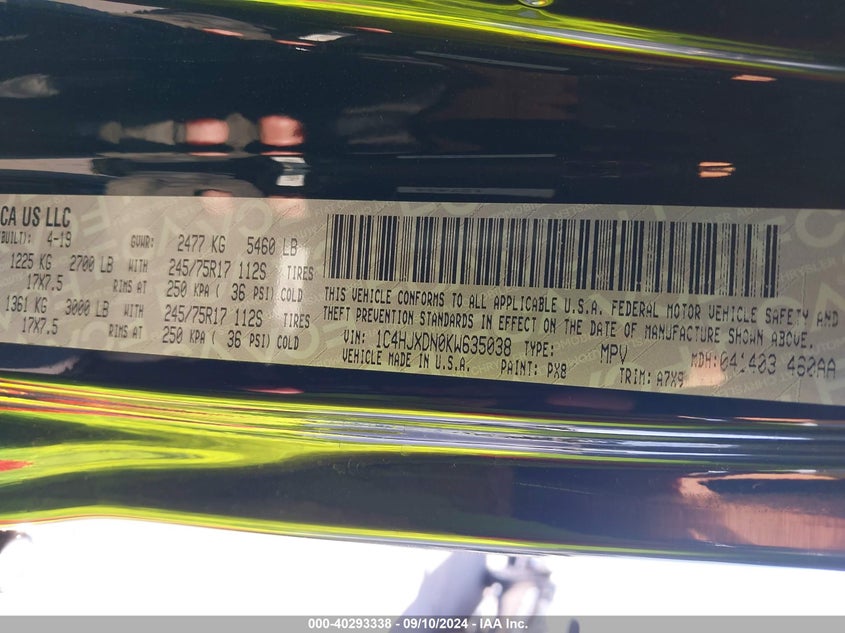 CA US LLC
(BUILT): 4-19 GVWR: 2477 KG 5460 LB
1225 KG 2700 LB WITH 245/75R17 112S TIRES
17X7.5 RIMS AT 250 KPA ( 36 PSI) COLD
1361 KG 3000 LB WITH 245/75R17 112S TIRES
17X7.5 RIMS AT 250 KPA ( 36 PSI) COLD
THIS VEHICLE CONFORMS TO ALL APPLICABLE U.S.A. FEDERAL MOTOR VEHICLE SAFETY AND
THEFT PREVENTION STANDARDS IN EFFECT ON THE DATE OF MANUFACTURE SHOWN ABOVE.
VIN: 1C4HJXDN0KW635038 TYPE: MPV MDH: 041403 460AA
VEHICLE MADE IN U.S.A. PAINT: PX8 TRIM: A7X9
000-40293338 - 09/10/2024 - IAA Inc.